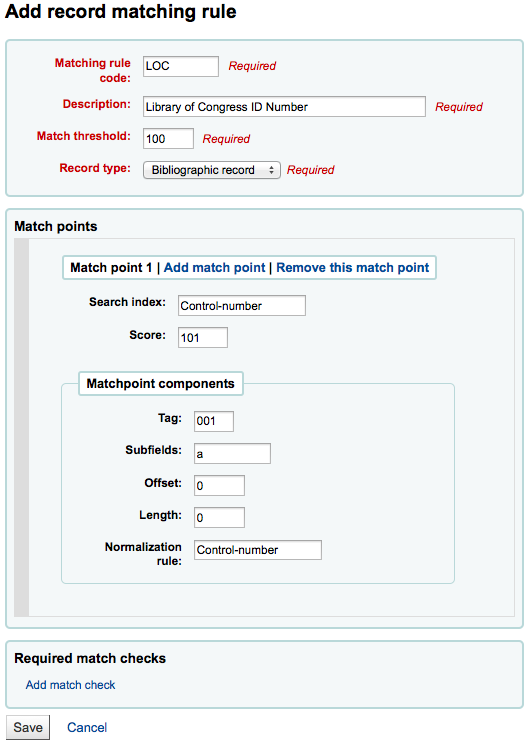 Add record matching rule
Matching rule code: LOC Required
Description: Library of Congress ID Number Required
Match threshold: 100 Required
Record type: Bibliographic record Required
Match points
Match point 1 | Add match point | Remove this match point
Search index: Control-number
Score: 101
Matchpoint components
Tag: 001
Subfields: a
Offset: 0
Length: 0
Normalization rule: Control-number
Required match checks
Add match check
Save Cancel